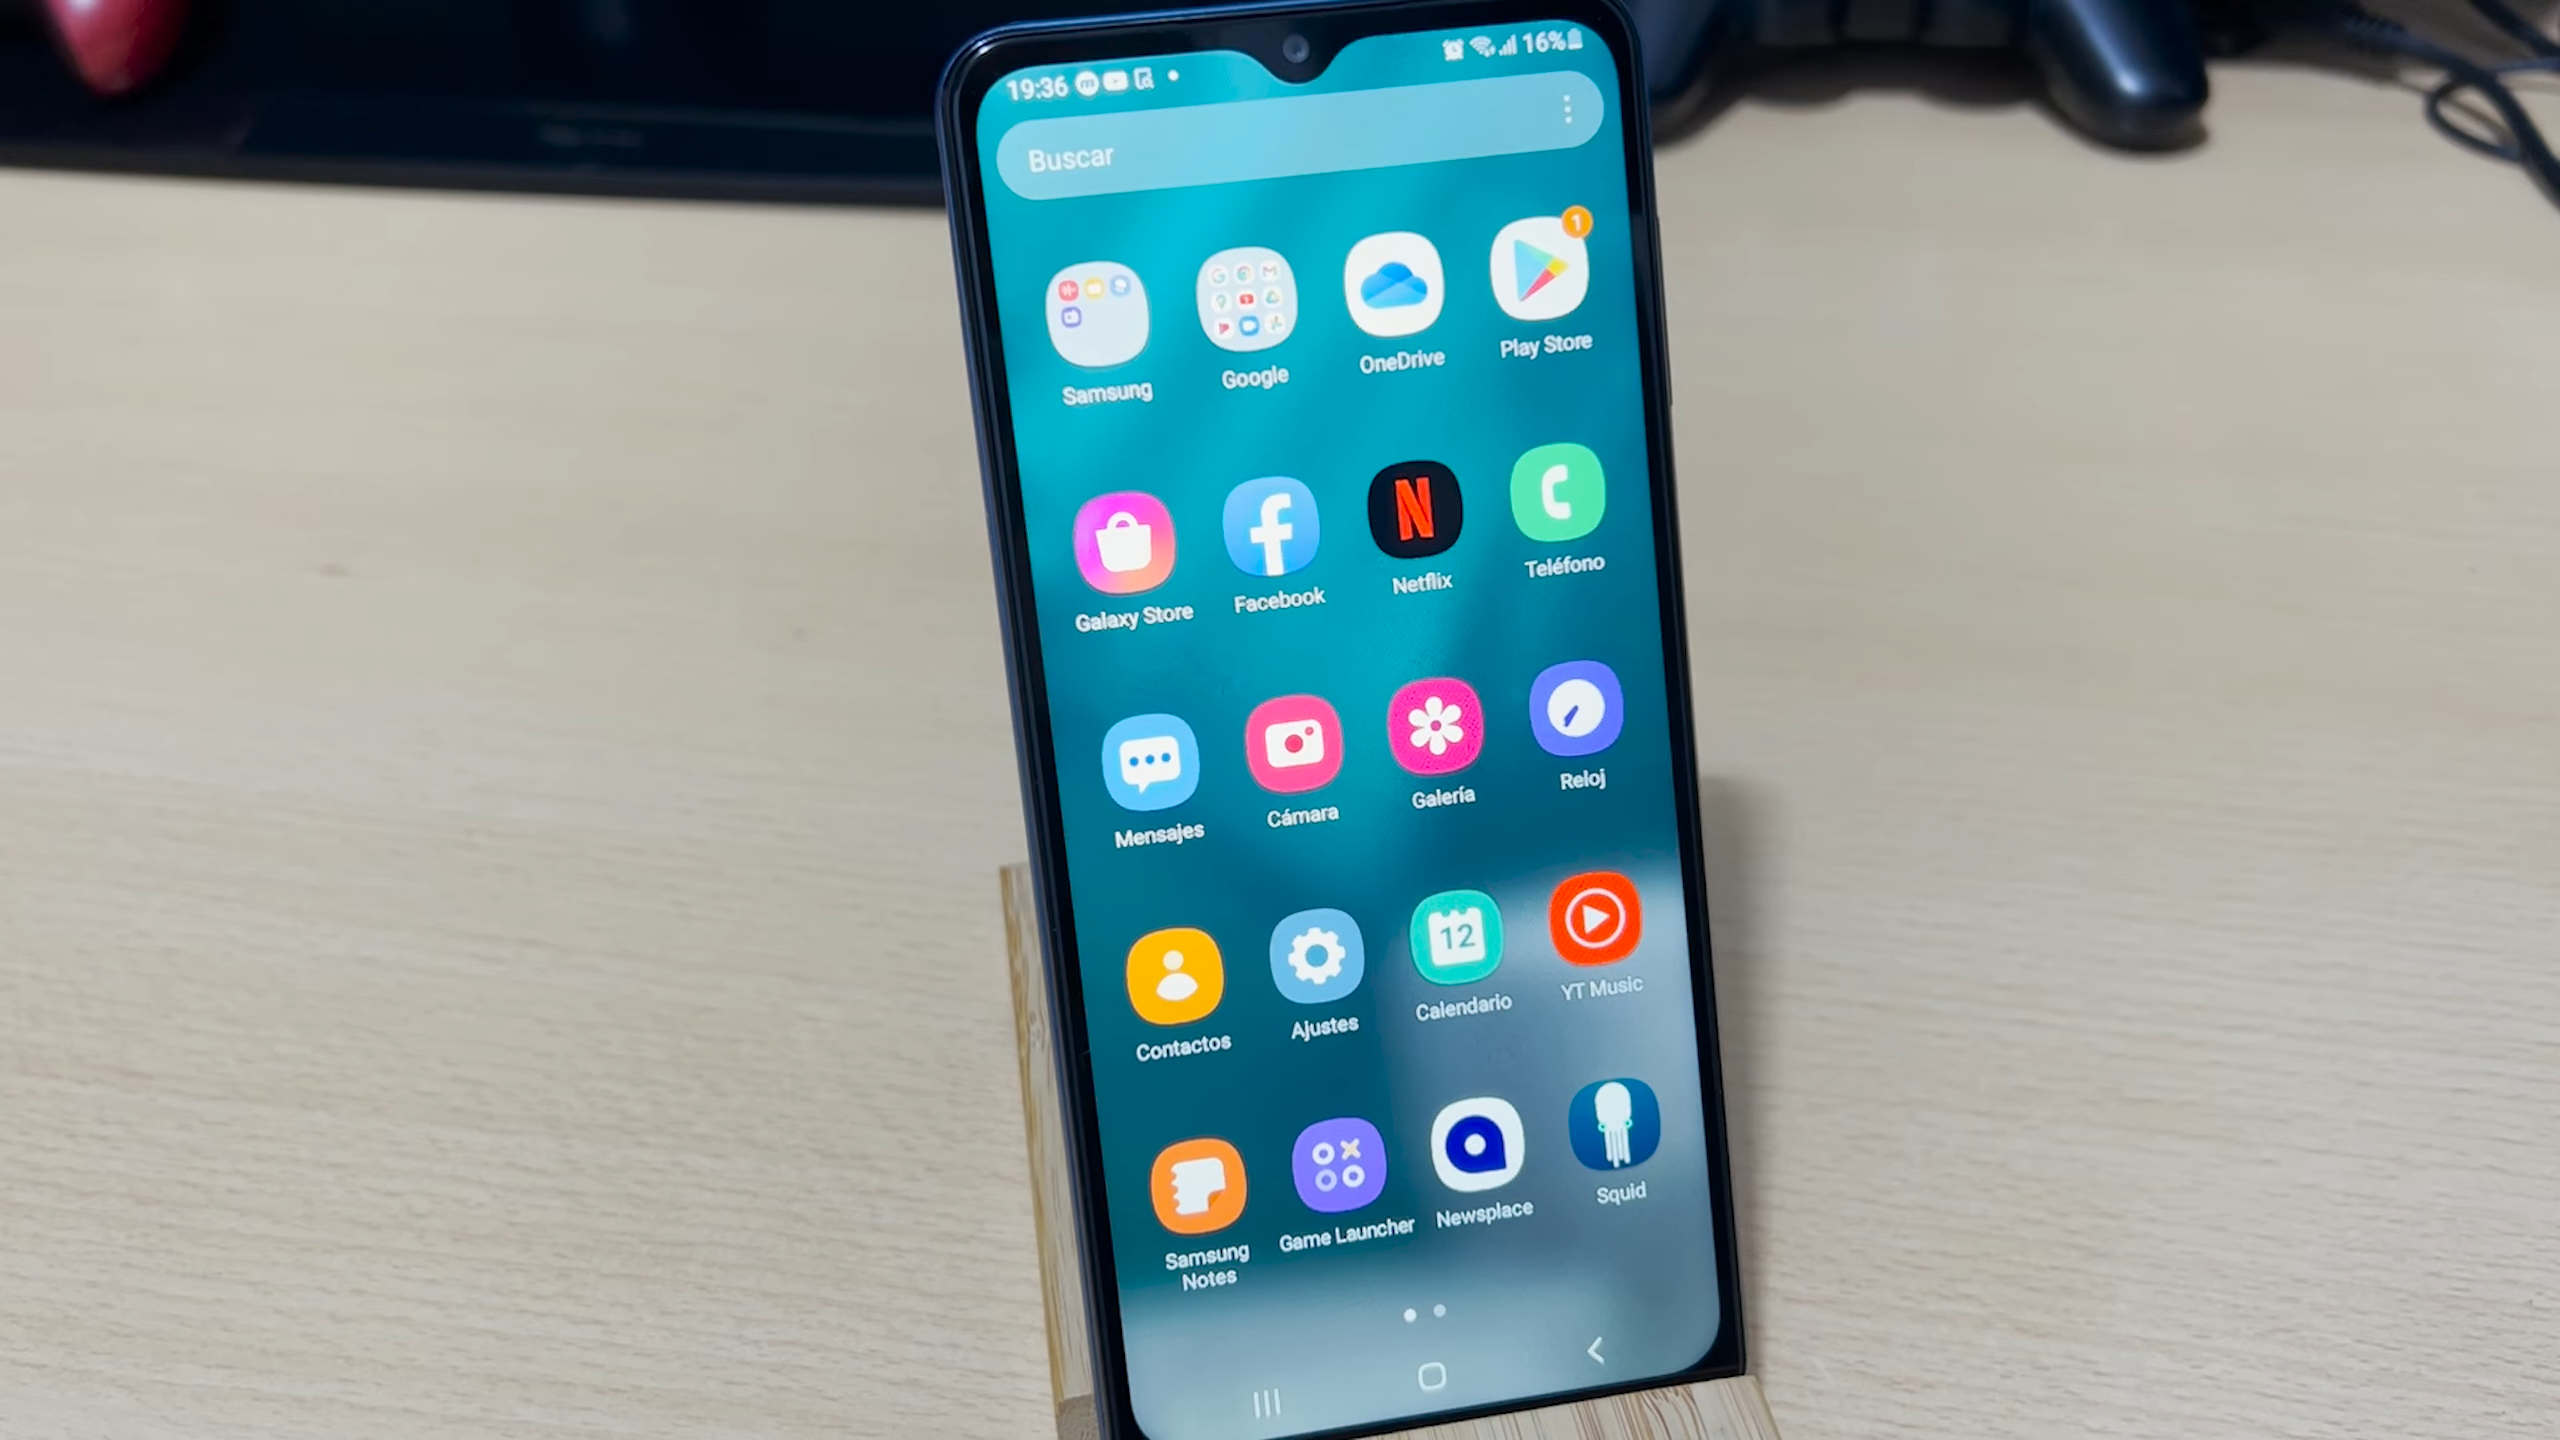 19:36
16%
Buscar
1
Samsung
Google
OneDrive
Play Store
Galaxy Store
Facebook
Netflix
Teléfono
Mensajes
Cámara
Galería
Reloj
12
Contactos
Ajustes
Calendario
YT Music
Samsung
Notes
Game Launcher
Newsplace
Squid